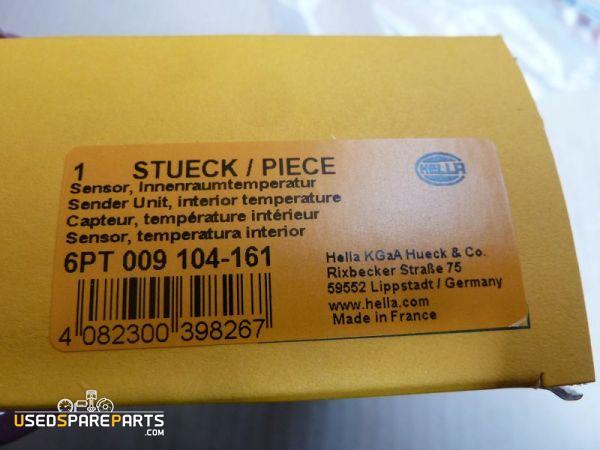 1 STUECK / PIECE
HELLA
Sensor, Innenraumtemperatur
Sender Unit, interior temperature
Capteur, température intérieur
Sensor, temperatura interior
6PT 009 104-161
Hella KGaA Hueck & Co.
Rixbecker Straße 75
59552 Lippstadt / Germany
www.hella.com
Made in France
4 082300 398267
USEDSPAREPARTS
.COM